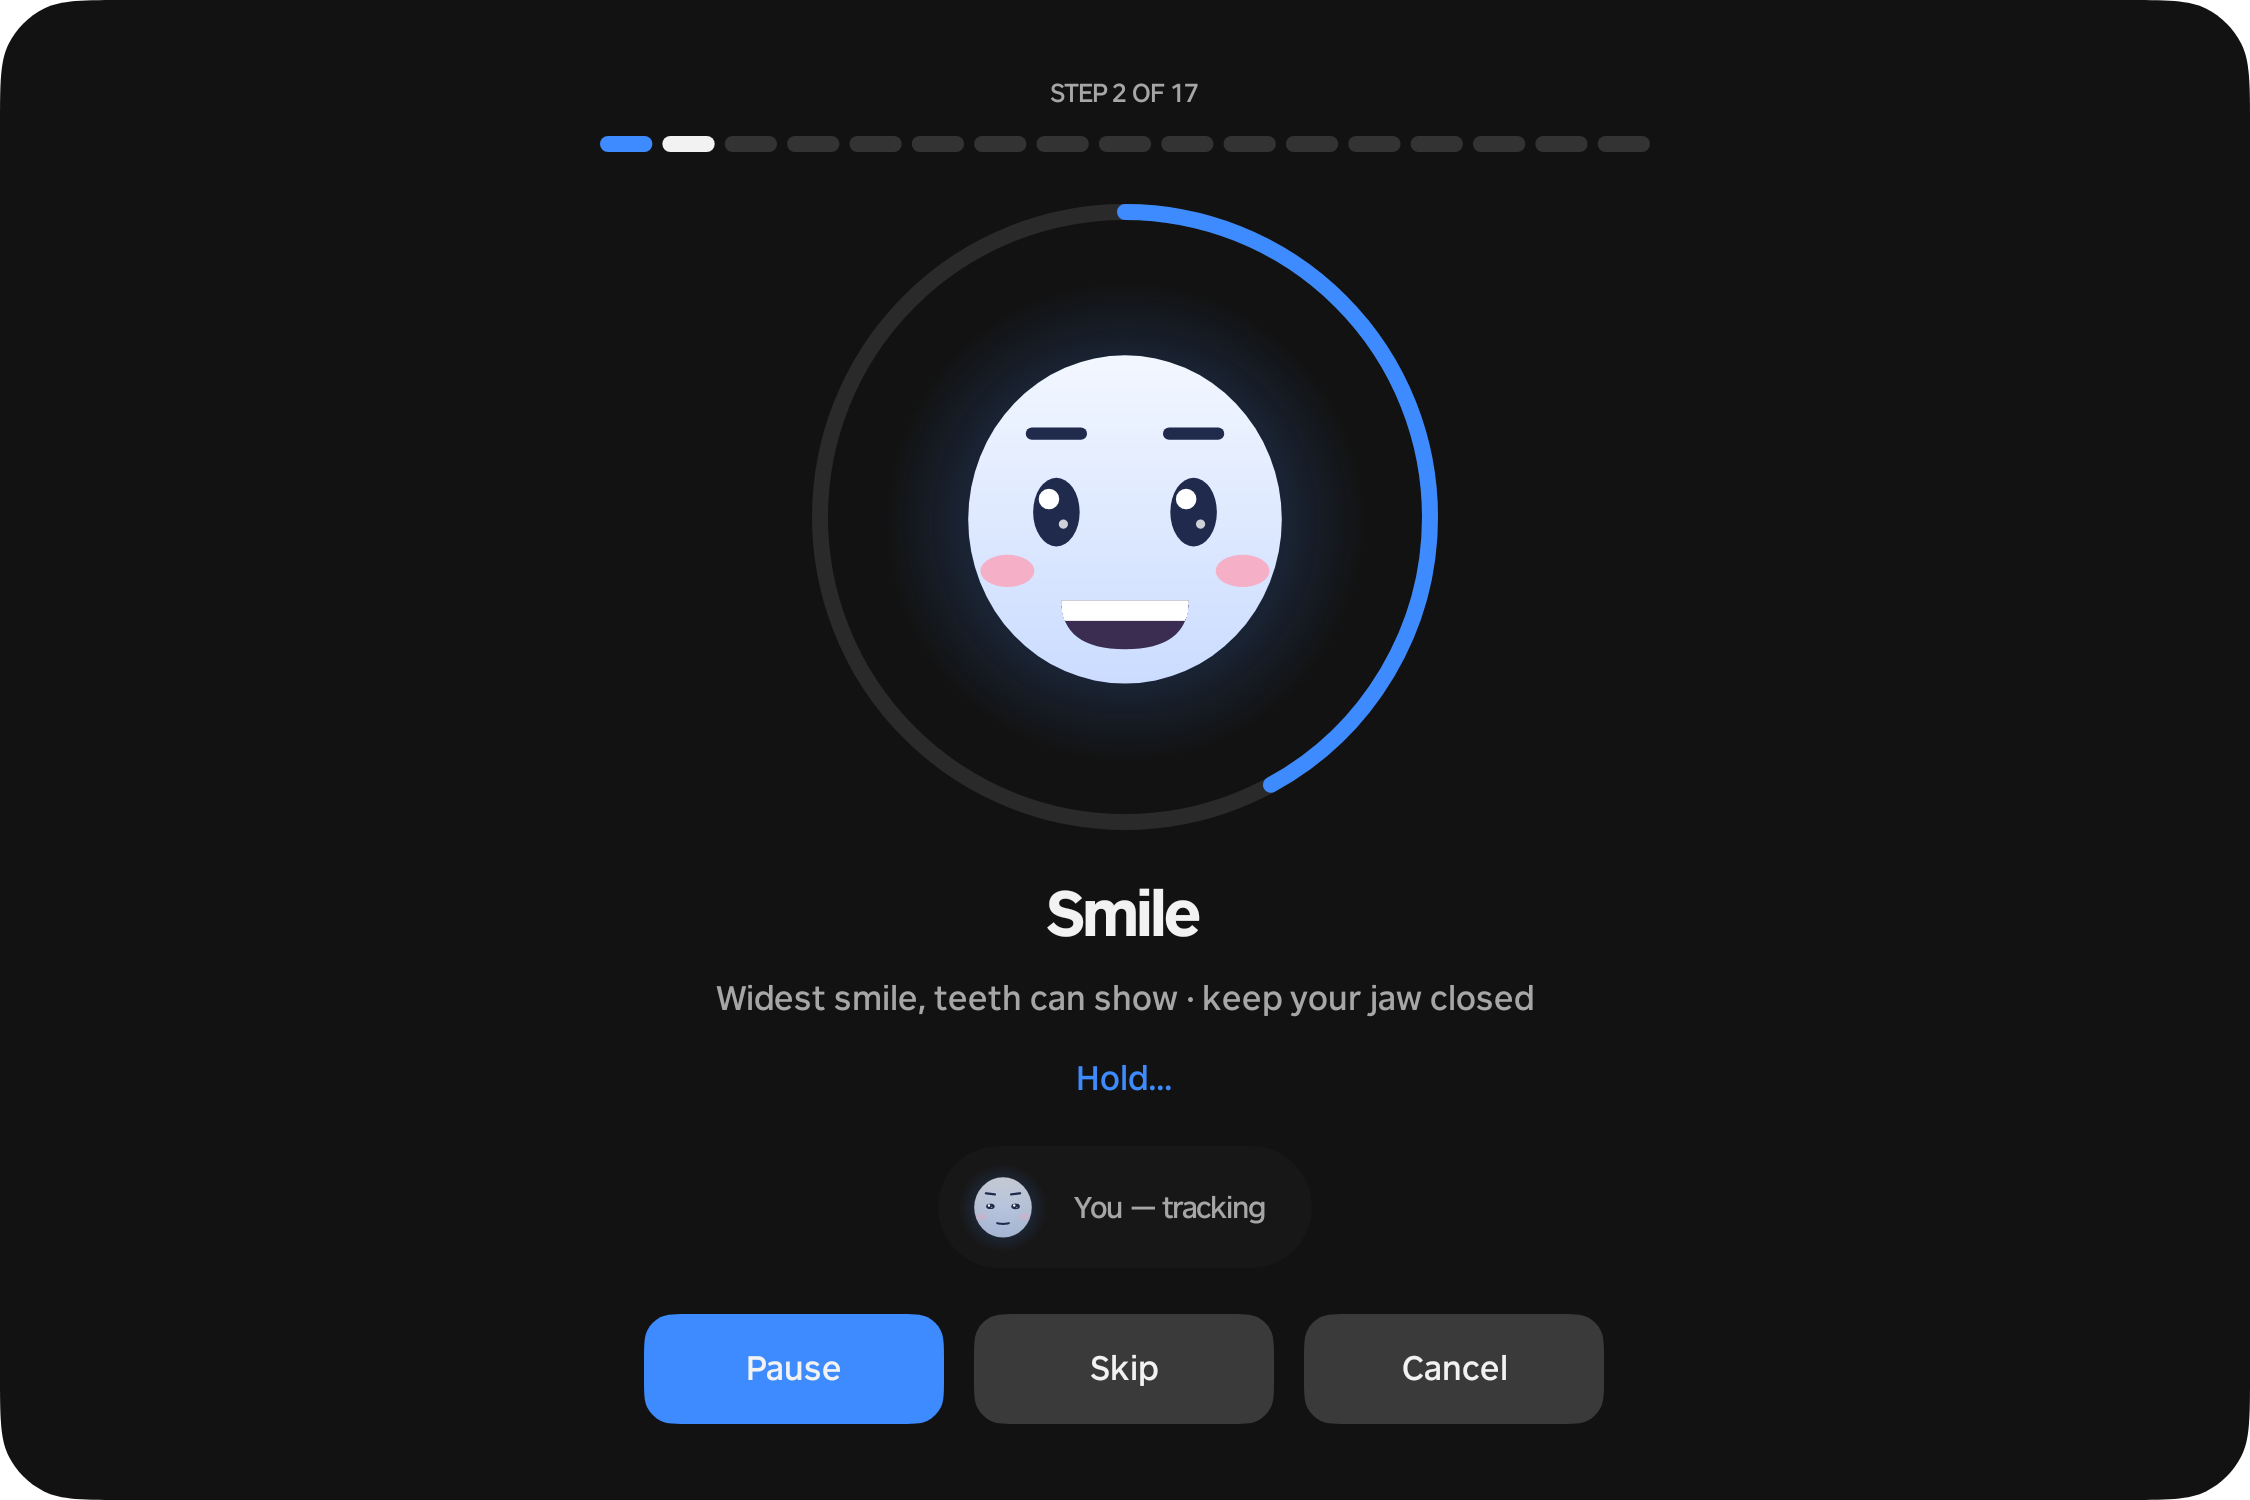 STEP 2 OF 17
Smile
Widest smile, teeth can show · keep your jaw closed
Hold...
You — tracking
Pause
Skip
Cancel